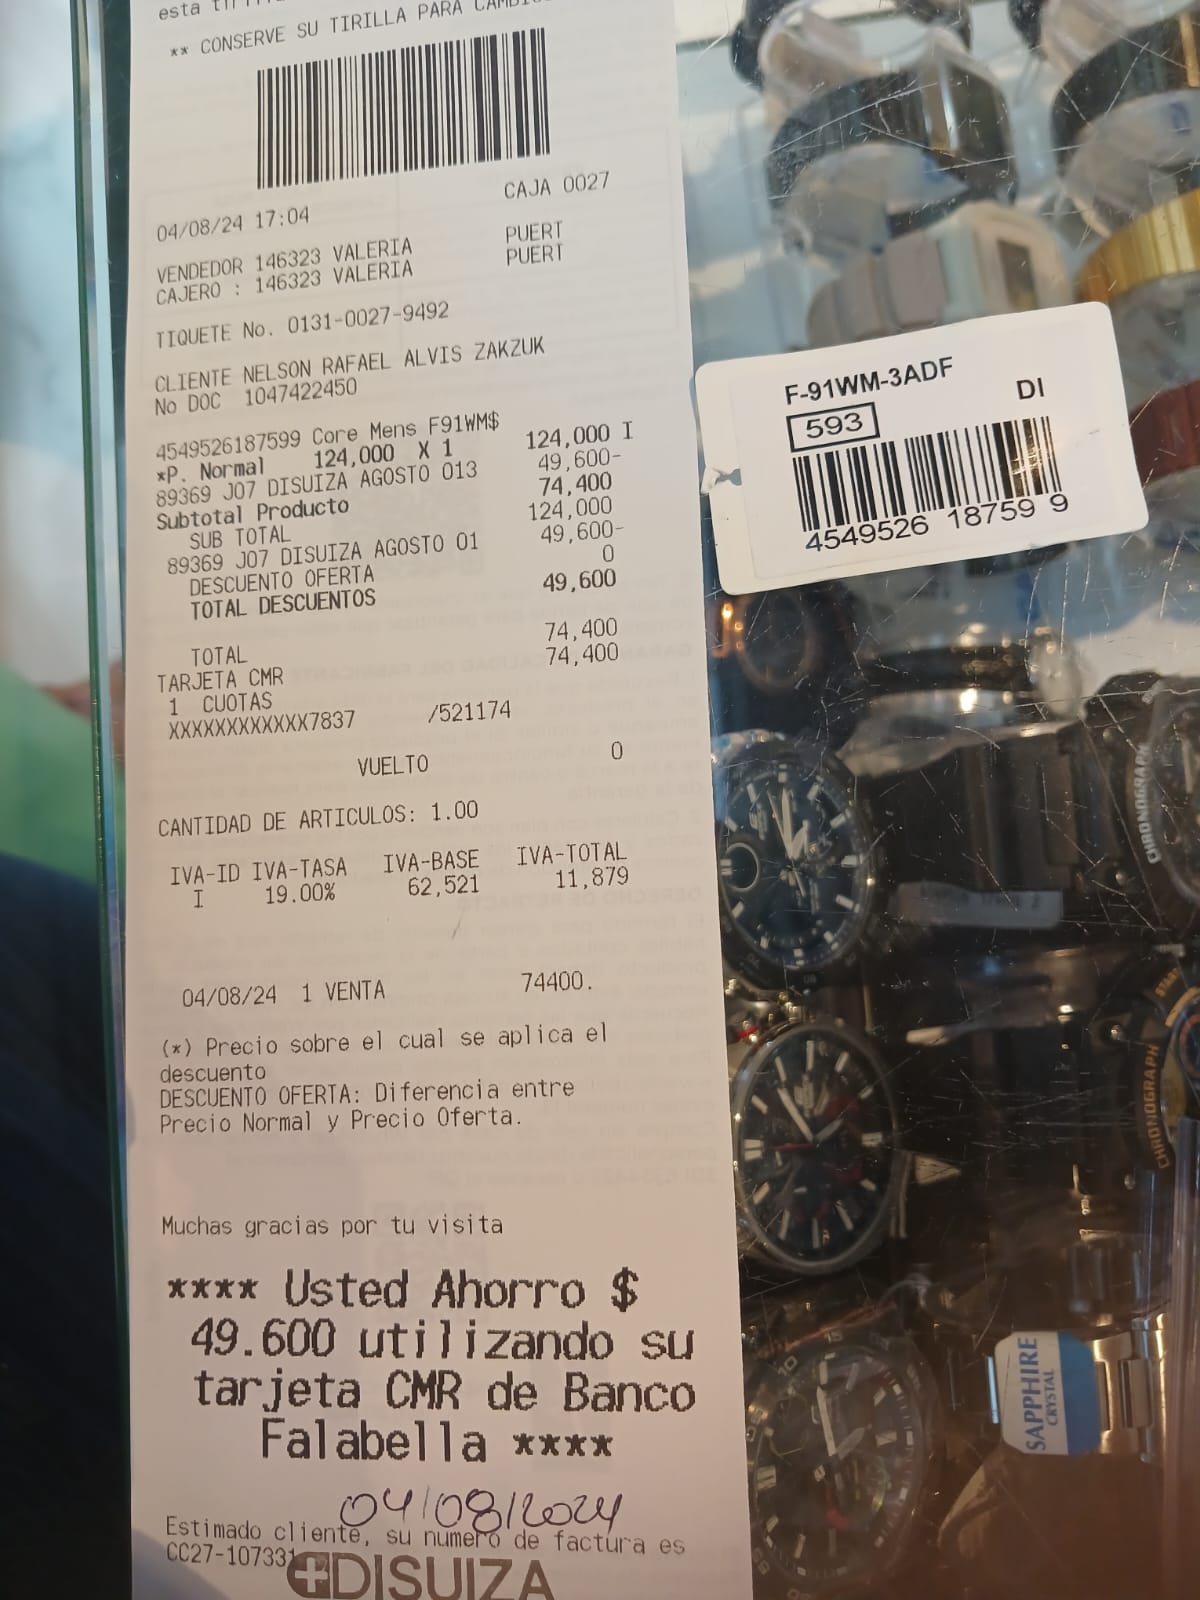 esta
** CONSERVE SU TIRILLA PARA
CAJA 0027
04/08/24 17:04
VENDEDOR 146323 VALERIA PUERT
CAJERO : 146323 VALERIA PUERT
TIQUETE No. 0131-0027-9492
CLIENTE NELSON RAFAEL ALVIS ZAKZUK
No DOC 1047422450
4549526187599 Core Mens F91WM$ 124,000 I
*P. Normal 124,000 X 1
89369 J07 DISUIZA AGOSTO 013 49,600-
Subtotal Producto 74,400
SUB TOTAL 124,000
89369 J07 DISUIZA AGOSTO 01 49,600-
DESCUENTO OFERTA 0
TOTAL DESCUENTOS 49,600
TOTAL 74,400
TARJETA CMR 74,400
1 CUOTAS
XXXXXXXXXXXX7837 /521174
VUELTO 0
CANTIDAD DE ARTICULOS: 1.00
IVA-ID IVA-TASA IVA-BASE IVA-TOTAL
I 19.00% 62,521 11,879
04/08/24 1 VENTA 74400.
(*) Precio sobre el cual se aplica el
descuento
DESCUENTO OFERTA: Diferencia entre
Precio Normal y Precio Oferta.
Muchas gracias por tu visita
**** Usted Ahorro $
49.600 utilizando su
tarjeta CMR de Banco
Falabella ****
04/08/2024
Estimado cliente, su numero de factura es
CC27-107331
DISUIZA
F-91WM-3ADF
593 DI
4549526 18759 9
CHRONOGRAPH
START
CHRONOGRAPH
SAPPHIRE
CRYSTAL